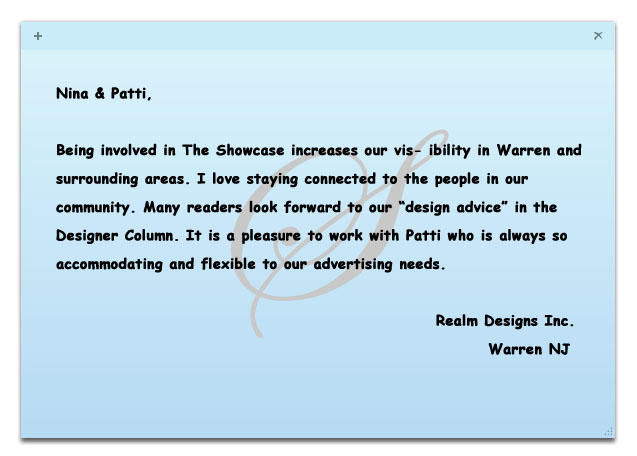 Nina & Patti,
Being involved in The Showcase increases our vis- ibility in Warren and
surrounding areas. I love staying connected to the people in our
community. Many readers look forward to our “design advice” in the
Designer Column. It is a pleasure to work with Patti who is always so
accommodating and flexible to our advertising needs.
Realm Designs Inc.
Warren NJ